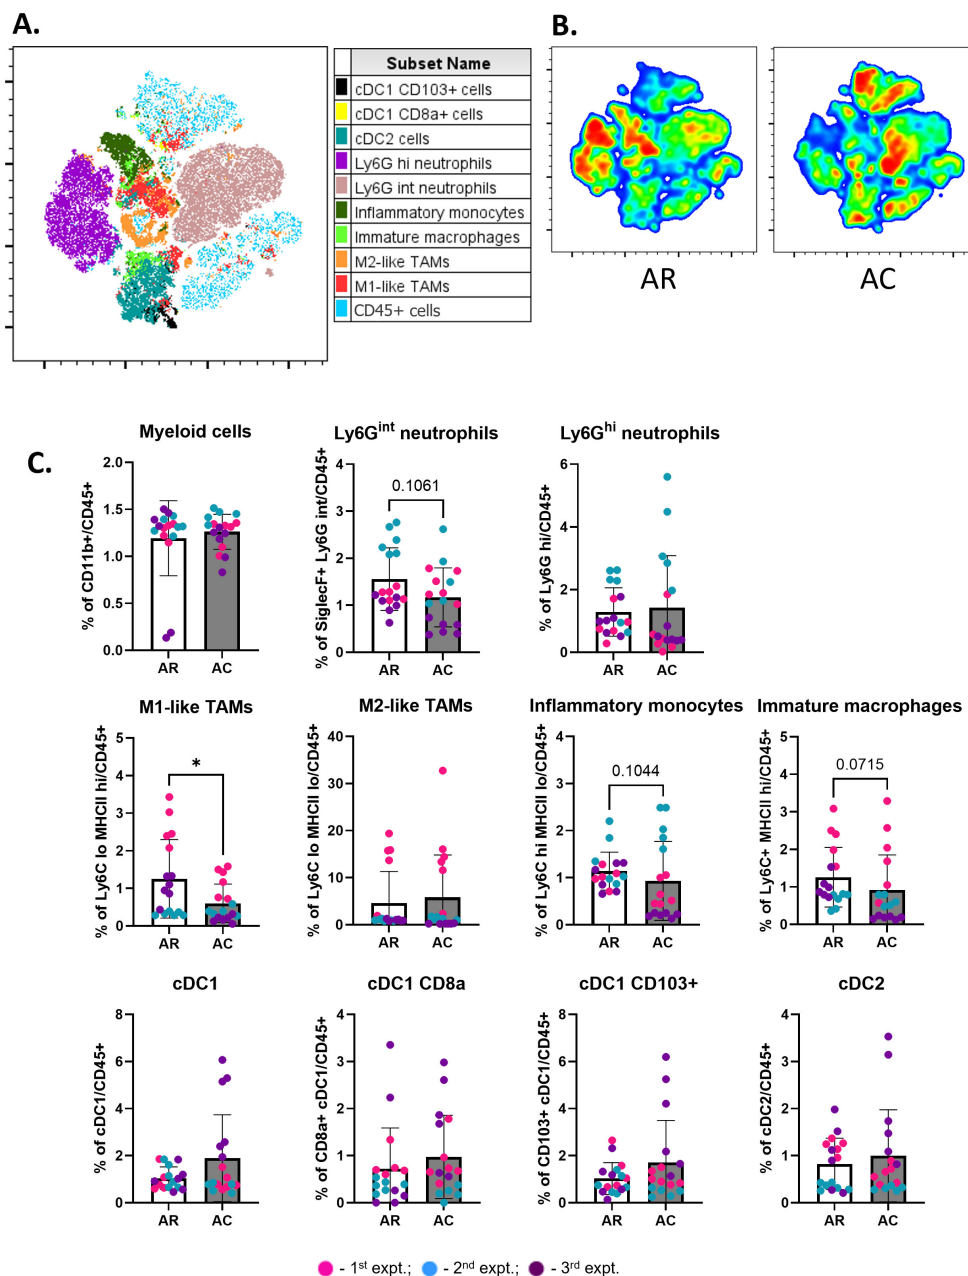 A.
B.
Subset Name
cDC1 CD103+ cells
cDC1 CD8a+ cells
cDC2 cells
Ly6G hi neutrophils
Ly6G int neutrophils
Inflammatory monocytes
Immature macrophages
M2-like TAMs
M1-like TAMs
CD45+ cells
AR
AC
C.
Myeloid cells
% of CD11b+/CD45+
2.0
1.5
1.0
0.5
0.0
AR
AC
Ly6G^int neutrophils
% of SiglecF+ Ly6G int/CD45+
4
3
2
1
0
0.1061
AR
AC
Ly6G^hi neutrophils
% of Ly6G hi/CD45+
6
4
2
0
AR
AC
M1-like TAMs
% of Ly6C lo MHCII hi/CD45+
5
4
3
2
1
0
*
AR
AC
M2-like TAMs
% of Ly6C lo MHCII lo/CD45+
40
30
20
10
0
AR
AC
Inflammatory monocytes
% of Ly6C hi MHCII lo/CD45+
5
4
3
2
1
0
0.1044
AR
AC
Immature macrophages
% of Ly6C+ MHCII hi/CD45+
5
4
3
2
1
0
0.0715
AR
AC
cDC1
% of cDC1/CD45+
8
6
4
2
0
AR
AC
cDC1 CD8a
% of CD8a+ cDC1/CD45+
4
3
2
1
0
AR
AC
cDC1 CD103+
% of CD103+ cDC1/CD45+
8
6
4
2
0
AR
AC
cDC2
% of cDC2/CD45+
4
3
2
1
0
AR
AC
- 1st expt.; - 2nd expt.; - 3rd expt.